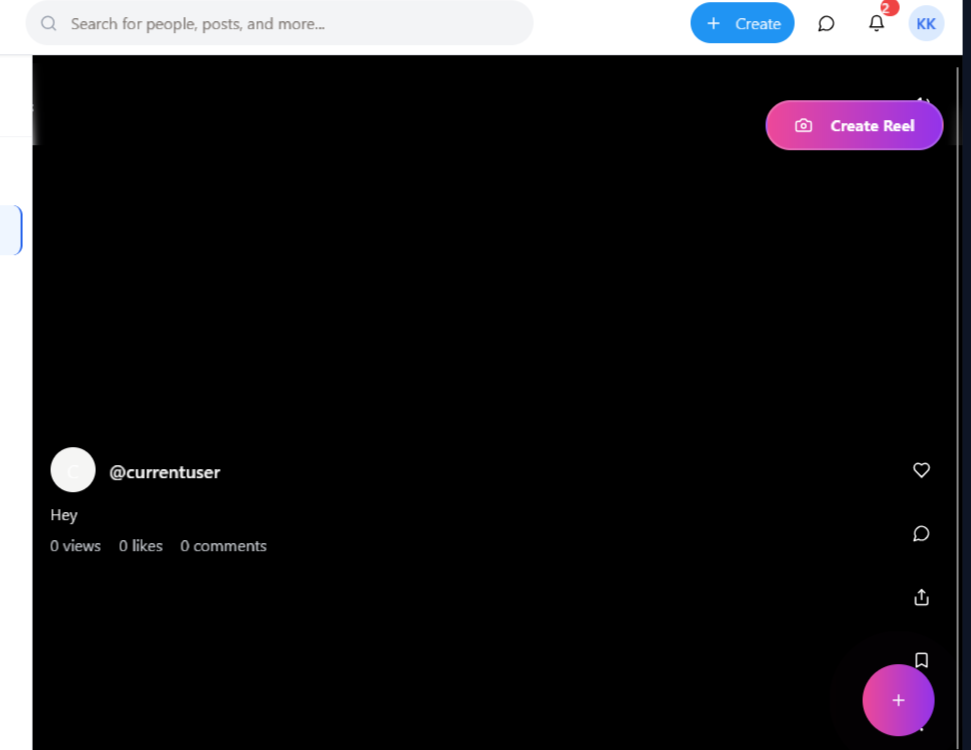 Search for people, posts, and more...
Create
2
KK
Create Reel
C
@currentuser
Hey
0 views 0 likes 0 comments